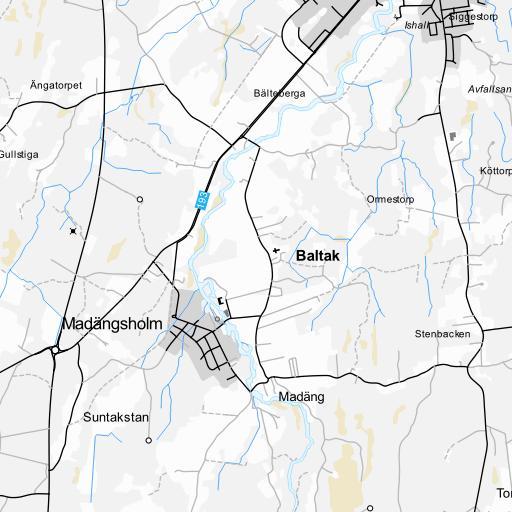 Siggestorp
Ishall
Ängatorpet
Bälteberga
Avfallsan
Gullstiga
Köttorp
193
Ormestorp
Baltak
Madängsholm
Stenbacken
Madäng
Suntakstan
Tor